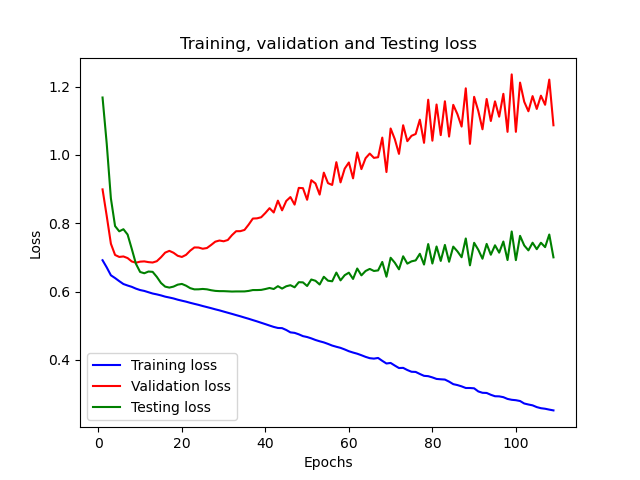 Training, validation and Testing loss
Loss
1.2
1.0
0.8
0.6
0.4
Training loss
Validation loss
Testing loss
0
20
40
60
80
100
Epochs